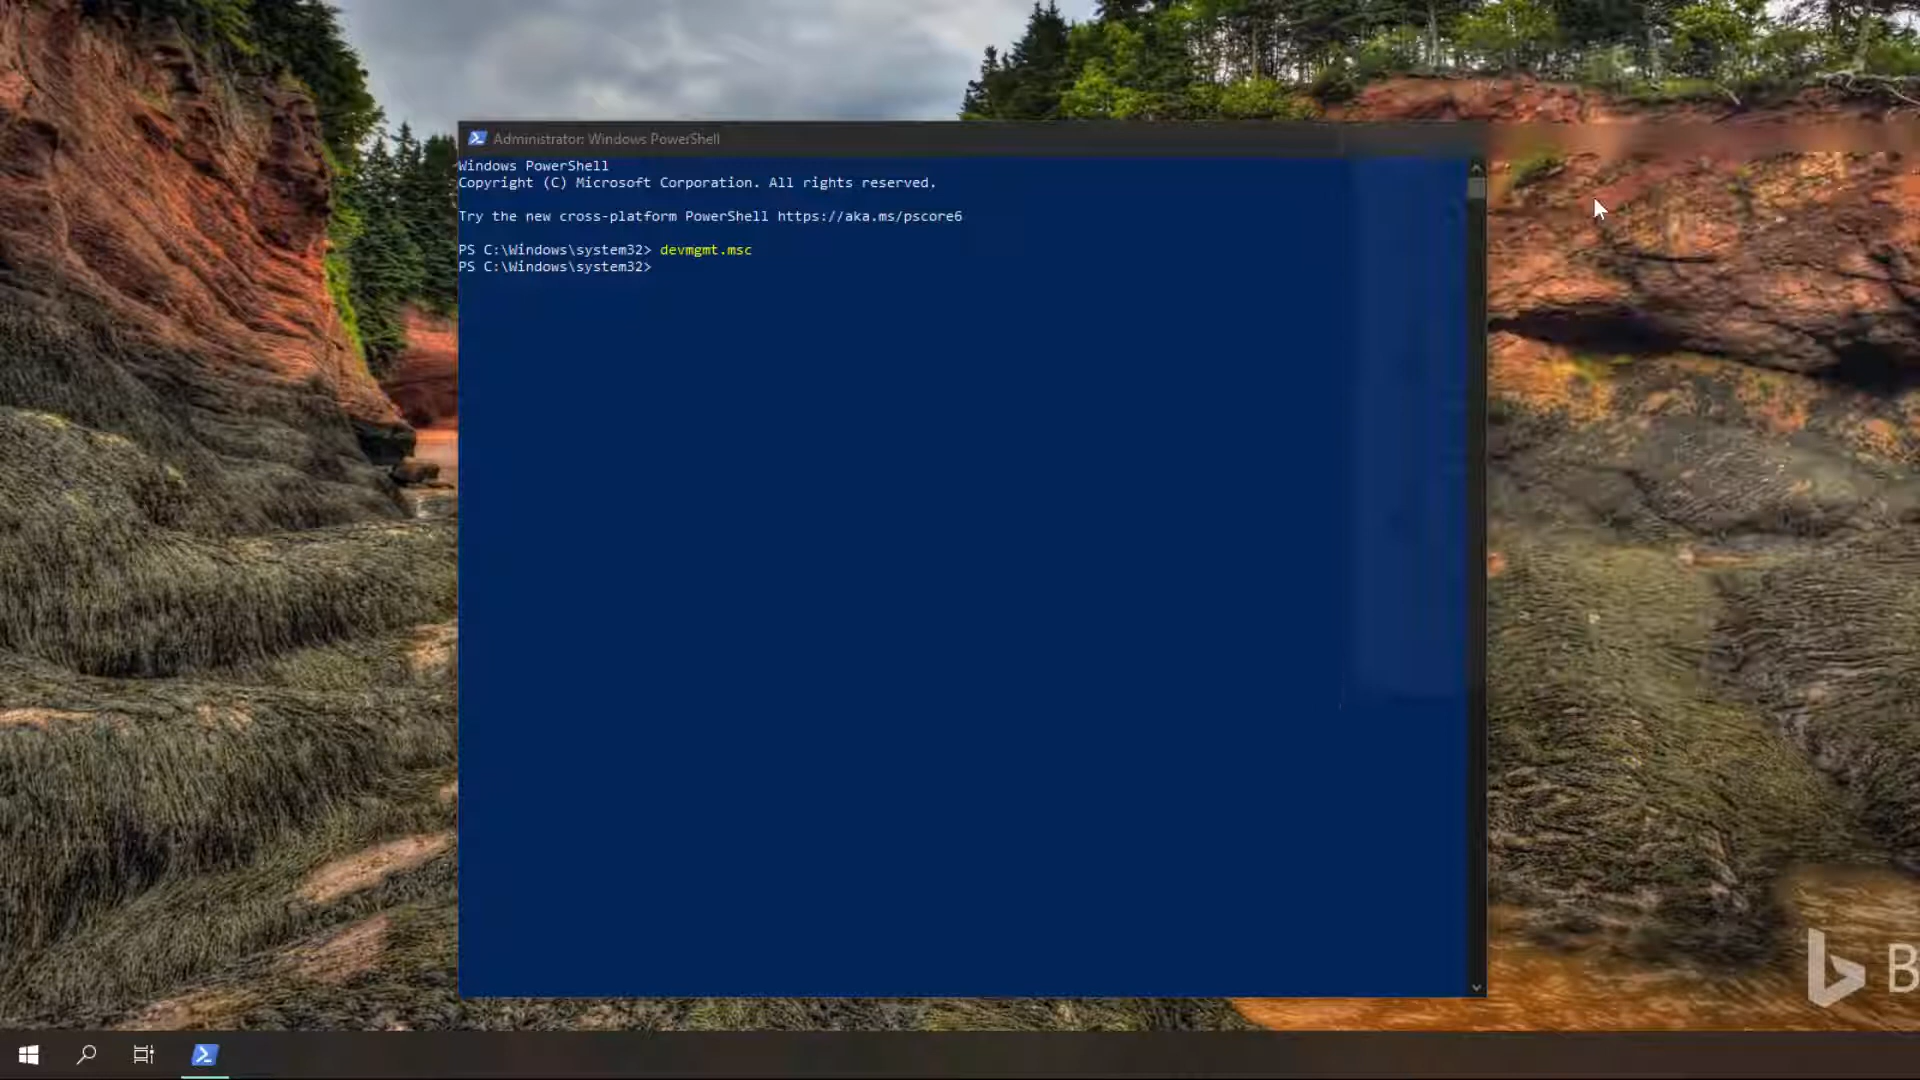 Administrator: Windows PowerShell
Windows PowerShell
Copyright (C) Microsoft Corporation. All rights reserved.
Try the new cross-platform PowerShell https://aka.ms/pscore6
PS C:\Windows\system32> devmgmt.msc
PS C:\Windows\system32>
B